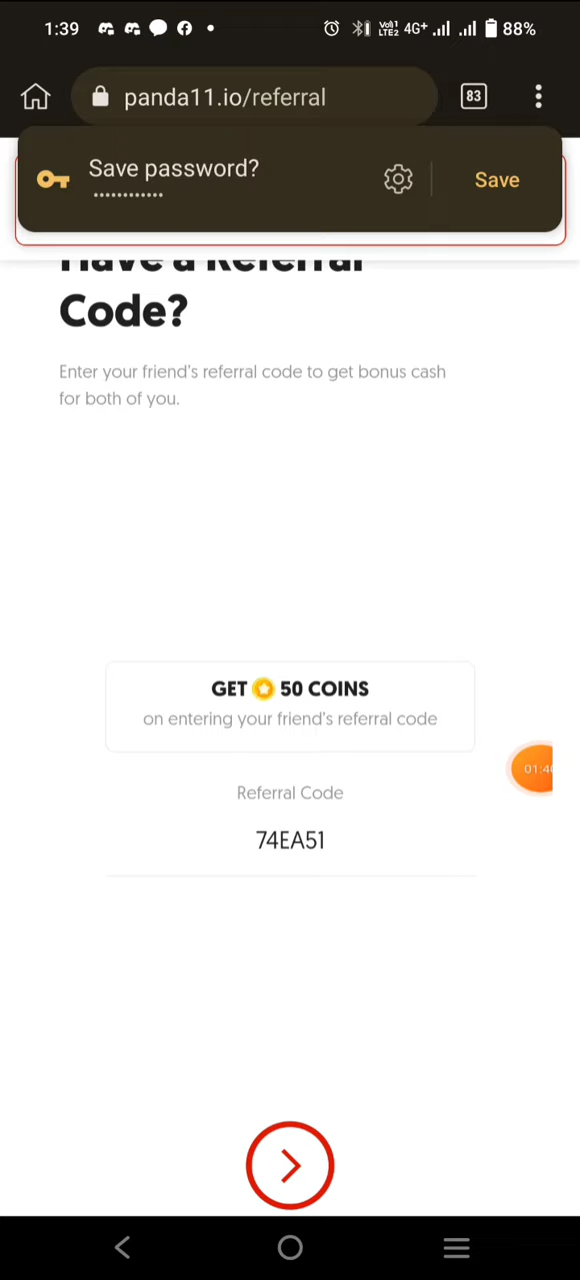 1:39 4G+ 88%
panda11.io/referral 83
Save password?
•••••••••••• Save
Have a Referral
Code?
Enter your friend's referral code to get bonus cash
for both of you.
GET 50 COINS
on entering your friend's referral code
Referral Code
74EA51